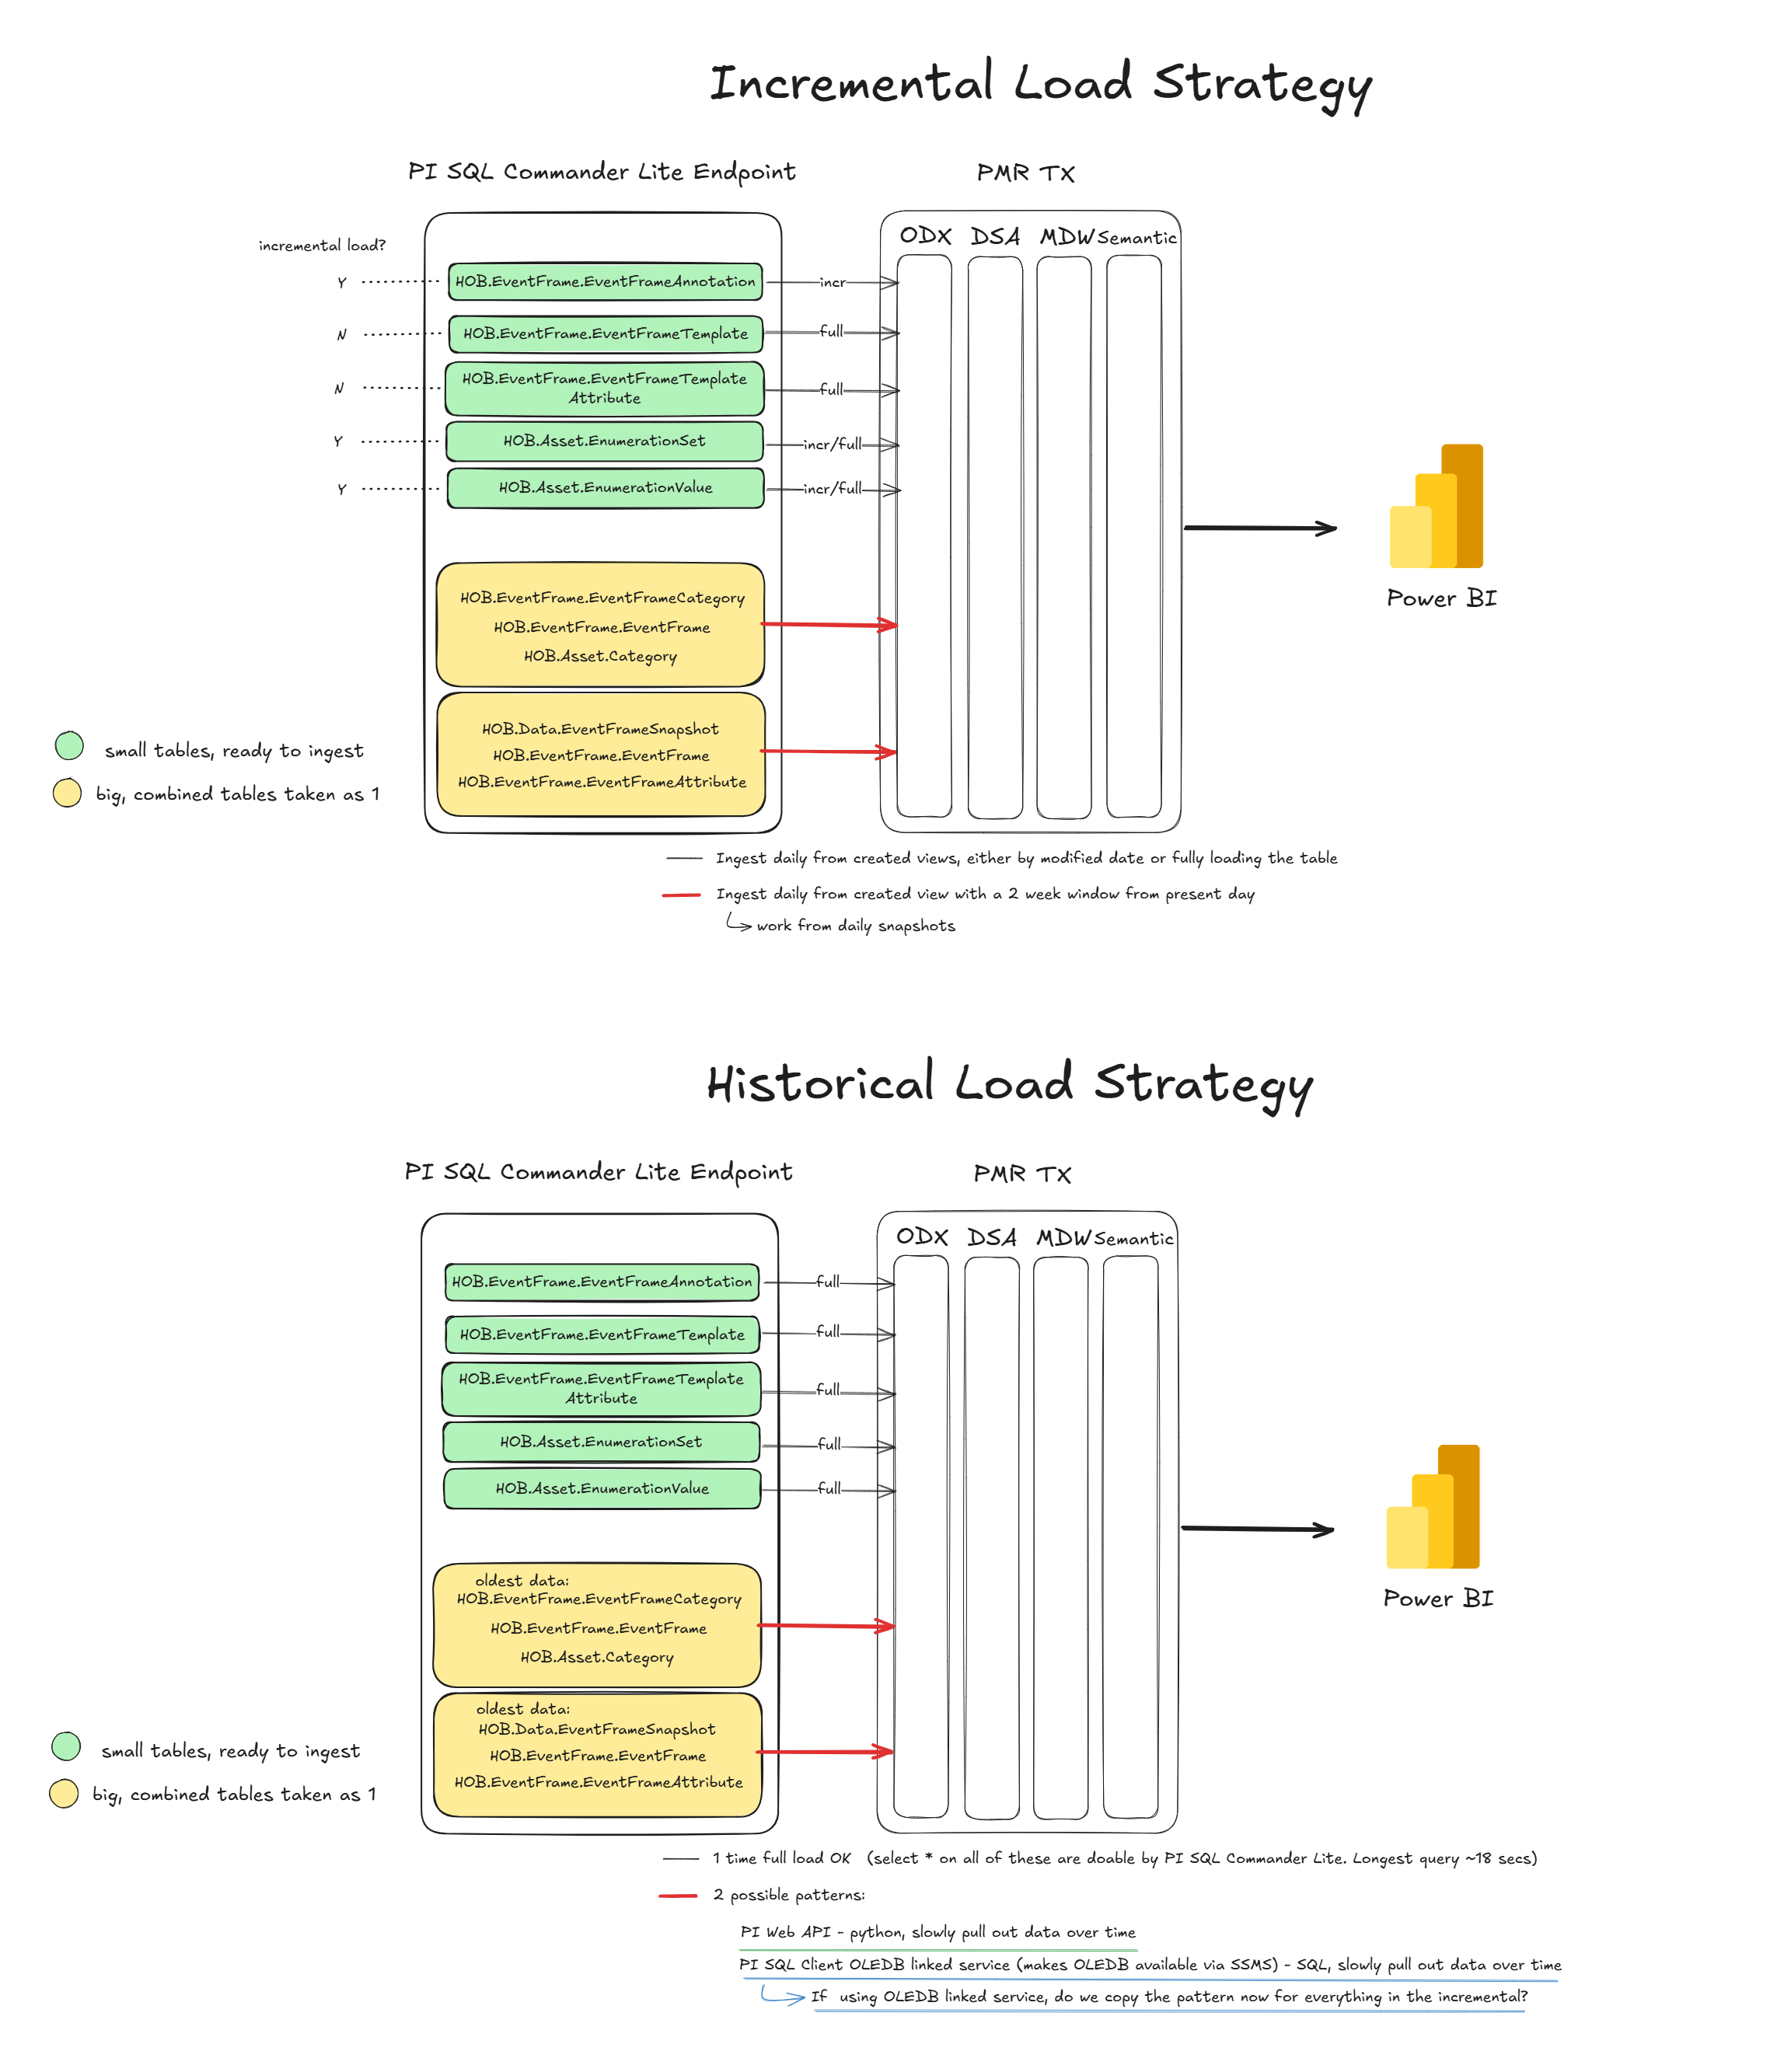 Incremental Load Strategy
PI SQL Commander Lite Endpoint
PMR TX
incremental load?
ODX DSA MDW Semantic
Y HOB.EventFrame.EventFrameAnnotation incr
N HOB.EventFrame.EventFrameTemplate full
N HOB.EventFrame.EventFrameTemplate
Attribute full
Y HOB.Asset.EnumerationSet incr/full
Y HOB.Asset.EnumerationValue incr/full
HOB.EventFrame.EventFrameCategory
HOB.EventFrame.EventFrame
HOB.Asset.Category
HOB.Data.EventFrameSnapshot
HOB.EventFrame.EventFrame
HOB.EventFrame.EventFrameAttribute
Power BI
small tables, ready to ingest
big, combined tables taken as 1
Ingest daily from created views, either by modified date or fully loading the table
Ingest daily from created view with a 2 week window from present day
work from daily snapshots
Historical Load Strategy
PI SQL Commander Lite Endpoint
PMR TX
ODX DSA MDW Semantic
HOB.EventFrame.EventFrameAnnotation full
HOB.EventFrame.EventFrameTemplate full
HOB.EventFrame.EventFrameTemplate
Attribute full
HOB.Asset.EnumerationSet full
HOB.Asset.EnumerationValue full
oldest data:
HOB.EventFrame.EventFrameCategory
HOB.EventFrame.EventFrame
HOB.Asset.Category
oldest data:
HOB.Data.EventFrameSnapshot
HOB.EventFrame.EventFrame
HOB.EventFrame.EventFrameAttribute
Power BI
small tables, ready to ingest
big, combined tables taken as 1
1 time full load OK (select * on all of these are doable by PI SQL Commander Lite. Longest query ~18 secs)
2 possible patterns:
PI Web API - python, slowly pull out data over time
PI SQL Client OLEDB linked service (makes OLEDB available via SSMS) - SQL, slowly pull out data over time
If using OLEDB linked service, do we copy the pattern now for everything in the incremental?